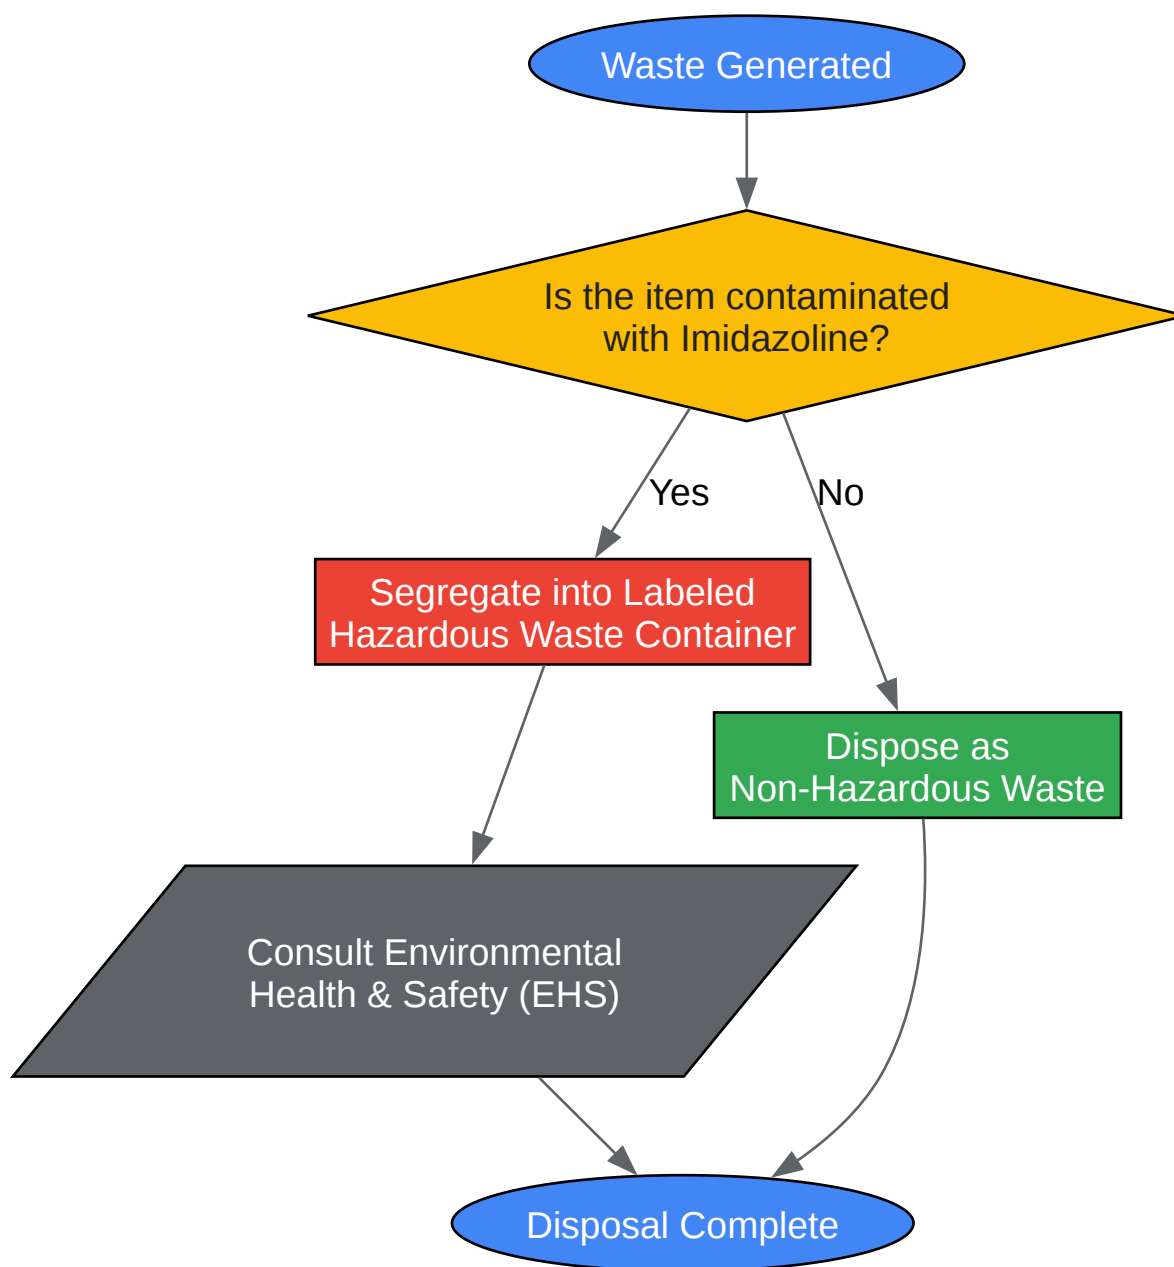 Waste Generated
Is the item contaminated
with Imidazoline?
Yes
No
Segregate into Labeled
Hazardous Waste Container
Dispose as
Non-Hazardous Waste
Consult Environmental
Health & Safety (EHS)
Disposal Complete